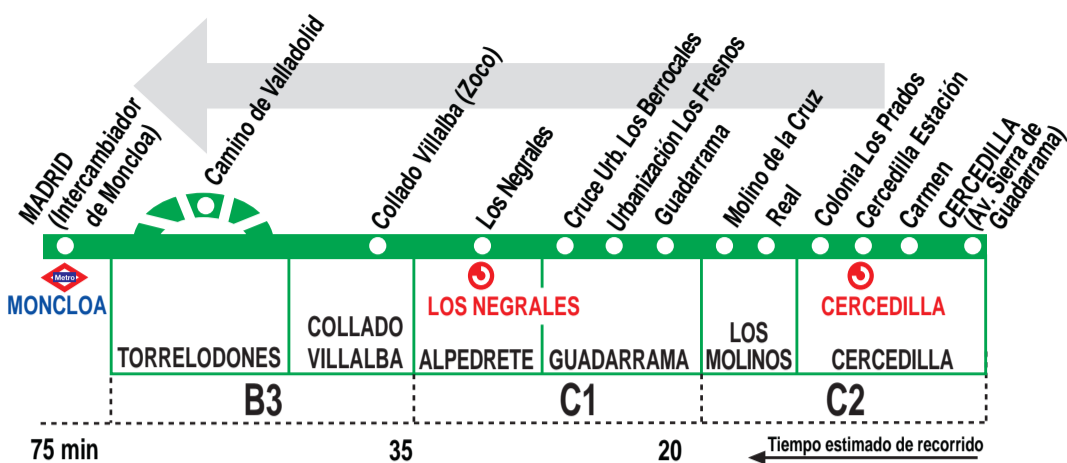 MADRID
(Intercambiador
de Moncloa)
Camino de Valladolid
Collado Villalba (Zoco)
Los Negrales
Cruce Urb. Los Berrocales
Urbanización Los Fresnos
Guadarrama
Molino de la Cruz
Real
Colonia Los Prados
Cercedilla Estación
Carmen
CERCEDILLA
(Av. Sierra de
Guadarrama)
Metro
MONCLOA
LOS NEGRALES
CERCEDILLA
TORRELODONES
COLLADO
VILLALBA
ALPEDRETE
GUADARRAMA
LOS
MOLINOS
CERCEDILLA
B3
C1
C2
75 min
35
20
Tiempo estimado de recorrido